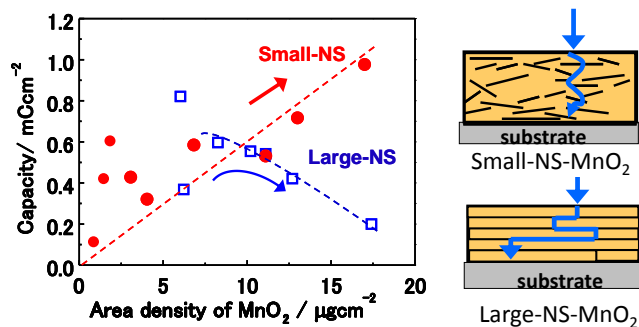 1.2
1.0
0.8
0.6
0.4
0.2
0.0
0
5
10
15
20
Capacity/ mCcm⁻²
Area density of MnO₂ / µgcm⁻²
Small-NS
Large-NS
substrate
Small-NS-MnO₂
substrate
Large-NS-MnO₂